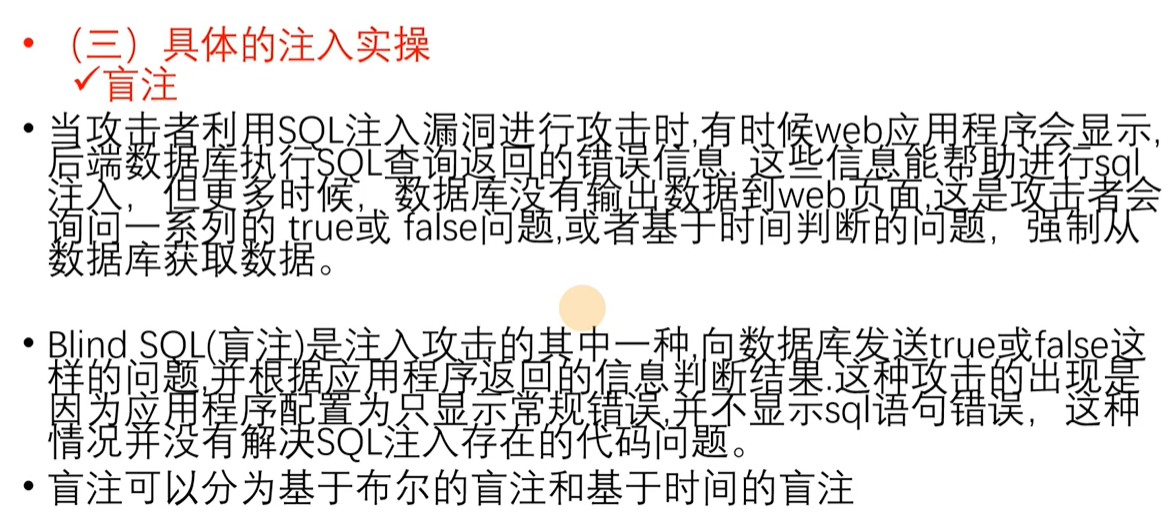 • （三）具体的注入实操
✓盲注
• 当攻击者利用SQL注入漏洞进行攻击时,有时候web应用程序会显示,
后端数据库执行SQL查询返回的错误信息. 这些信息能帮助进行sql
注入， 但更多时候， 数据库没有输出数据到web页面,这是攻击者会
询问一系列的 true或 false问题,或者基于时间判断的问题， 强制从
数据库获取数据。
• Blind SQL(盲注)是注入攻击的其中一种,向数据库发送true或false这
样的问题,并根据应用程序返回的信息判断结果.这种攻击的出现是
因为应用程序配置为只显示常规错误,并不显示sql语句错误， 这种
情况并没有解决SQL注入存在的代码问题。
• 盲注可以分为基于布尔的盲注和基于时间的盲注